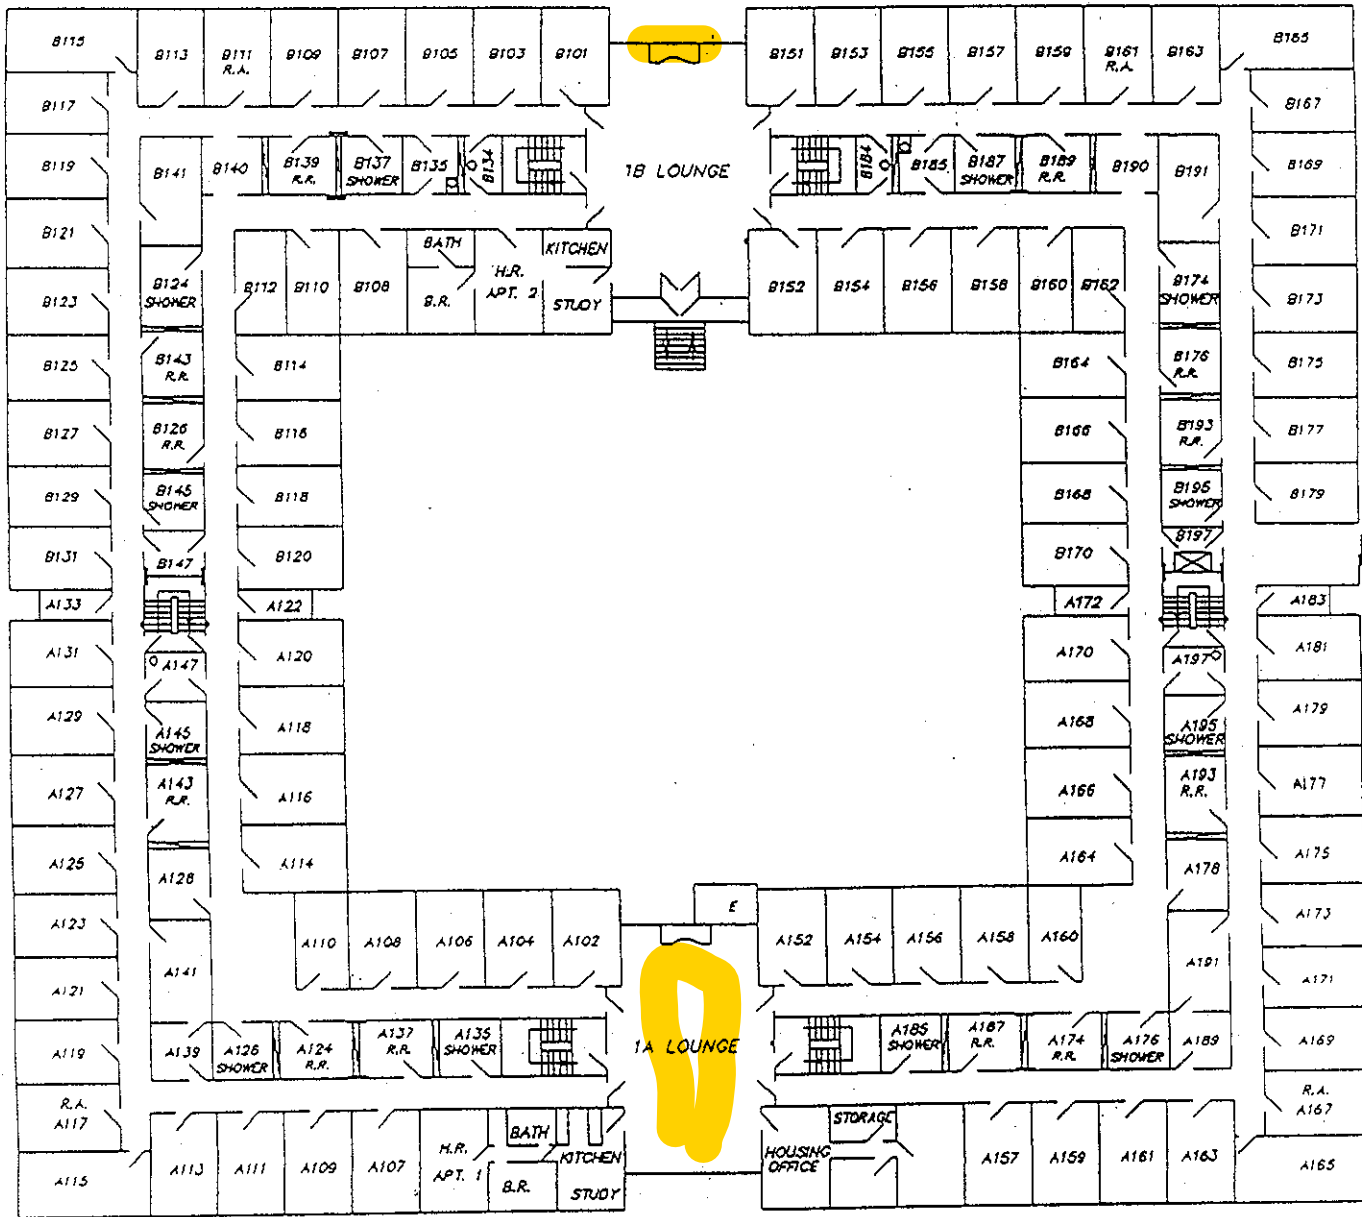 B115
B113
B111
R.A.
B109
B107
B105
B103
B101
B151
B153
B155
B157
B159
B161
R.A.
B163
B165
B117
B167
B119
B141
B140
B139
R.R.
B137
SHOWER
B135
B134
1B LOUNGE
B184
B185
B187
SHOWER
B189
R.R.
B190
B191
B169
B121
B171
BATH
KITCHEN
B123
B124
SHOWER
B112
B110
B108
B.R.
H.R.
APT. 2
STUDY
B152
B154
B156
B158
B160
B162
B174
SHOWER
B173
B125
B143
R.R.
B114
B164
B176
R.R.
B175
B127
B126
R.R.
B116
B166
B193
R.R.
B177
B129
B145
SHOWER
B118
B168
B195
SHOWER
B179
B131
B147
B120
B170
B197
A133
A122
A172
A183
A131
A147
A120
A170
A197
A181
A129
A145
SHOWER
A118
A168
A195
SHOWER
A179
A127
A143
R.R.
A116
A166
A193
R.R.
A177
A125
A128
A114
A164
A178
A175
A123
E
A173
A110
A108
A106
A104
A102
A152
A154
A156
A158
A160
A141
A191
A121
A171
A119
A139
A126
SHOWER
A124
R.R.
A137
R.R.
A135
SHOWER
1A LOUNGE
A185
SHOWER
A187
R.R.
A174
R.R.
A176
SHOWER
A189
A169
R.A.
A117
R.A.
A167
STORAGE
BATH
A115
A113
A111
A109
A107
H.R.
APT. 1
B.R.
KITCHEN
STUDY
HOUSING
OFFICE
A157
A159
A161
A163
A165